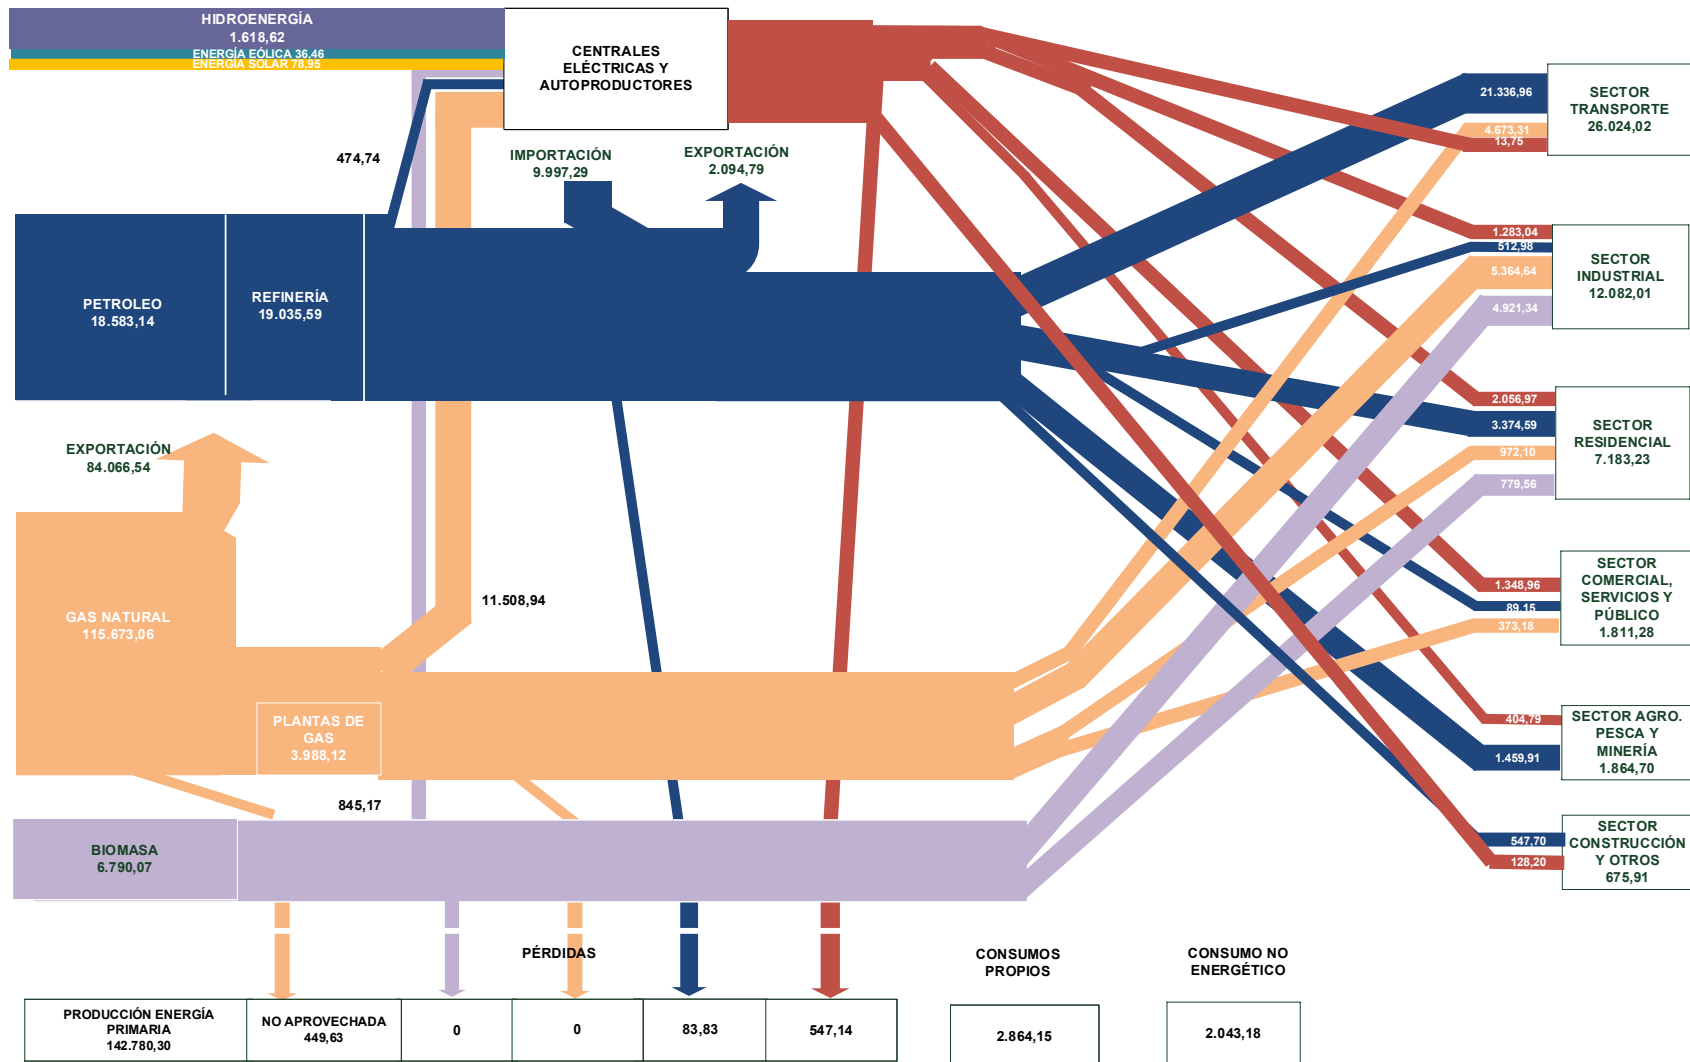 HIDROENERGÍA
1.618,62
ENERGÍA EÓLICA 36,46
ENERGÍA SOLAR 78,95
CENTRALES
ELÉCTRICAS Y
AUTOPRODUCTORES
474,74
IMPORTACIÓN
9.997,29
EXPORTACIÓN
2.094,79
PETROLEO
18.583,14
REFINERÍA
19.035,59
EXPORTACIÓN
84.066,54
GAS NATURAL
115.673,06
11.508,94
PLANTAS DE
GAS
3.988,12
845,17
BIOMASA
6.790,07
21.336,96
4.673,31
13,75
SECTOR
TRANSPORTE
26.024,02
1.283,04
512,98
5.364,64
4.921,34
SECTOR
INDUSTRIAL
12.082,01
2.056,97
3.374,59
972,10
779,56
SECTOR
RESIDENCIAL
7.183,23
1.348,96
89,15
373,18
SECTOR
COMERCIAL,
SERVICIOS Y
PÚBLICO
1.811,28
404,79
1.459,91
SECTOR AGRO.
PESCA Y
MINERÍA
1.864,70
547,70
128,20
SECTOR
CONSTRUCCIÓN
Y OTROS
675,91
PÉRDIDAS
CONSUMOS
PROPIOS
CONSUMO NO
ENERGÉTICO
PRODUCCIÓN ENERGÍA
PRIMARIA
142.780,30
NO APROVECHADA
449,63
0
0
83,83
547,14
2.864,15
2.043,18